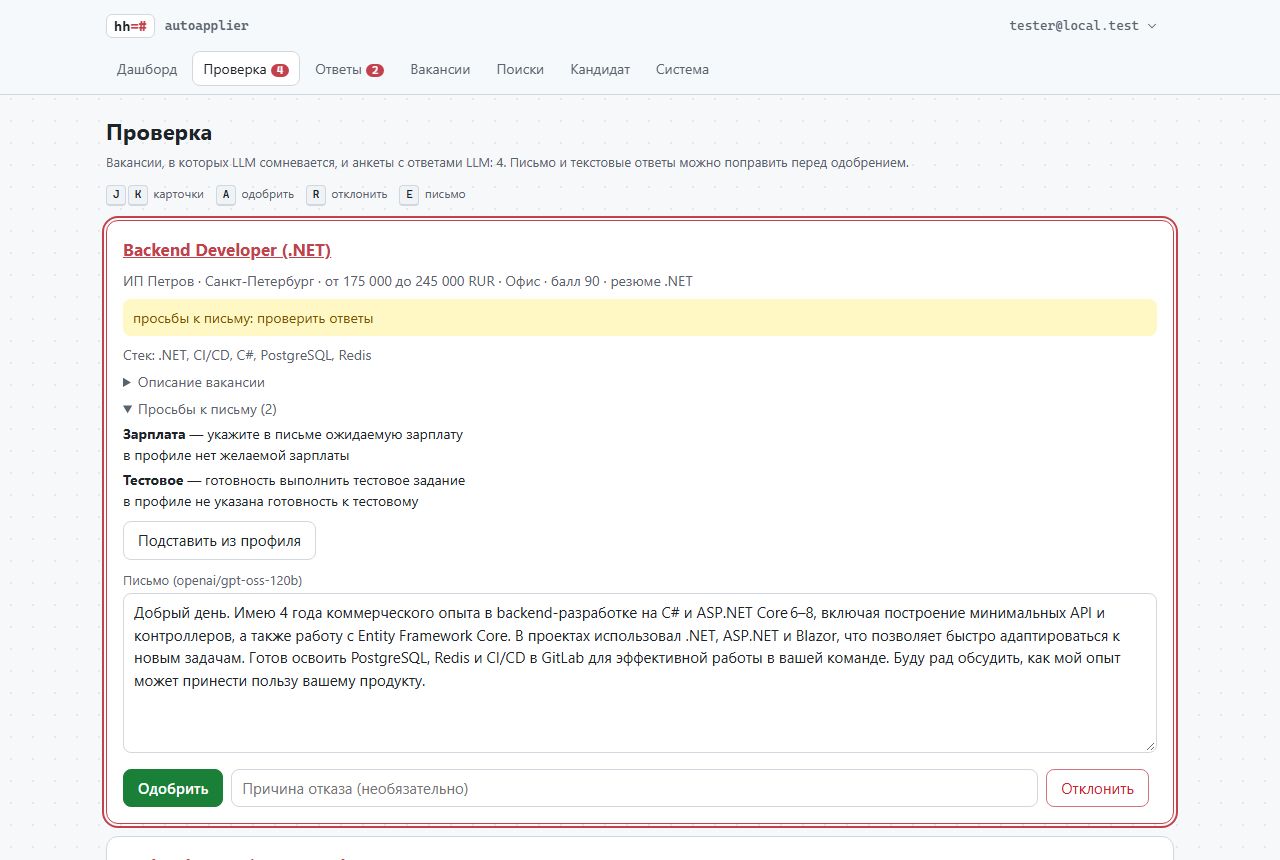 hh=# autoapplier tester@local.test
Дашборд Проверка 4 Ответы 2 Вакансии Поиски Кандидат Система
Проверка
Вакансии, в которых LLM сомневается, и анкеты с ответами LLM: 4. Письмо и текстовые ответы можно поправить перед одобрением.
J K карточки A одобрить R отклонить E письмо
Backend Developer (.NET)
ИП Петров · Санкт-Петербург · от 175 000 до 245 000 RUR · Офис · балл 90 · резюме .NET
просьбы к письму: проверить ответы
Стек: .NET, CI/CD, C#, PostgreSQL, Redis
Описание вакансии
Просьбы к письму (2)
Зарплата — укажите в письме ожидаемую зарплату
в профиле нет желаемой зарплаты
Тестовое — готовность выполнить тестовое задание
в профиле не указана готовность к тестовому
Подставить из профиля
Письмо (openai/gpt-oss-120b)
Добрый день. Имею 4 года коммерческого опыта в backend-разработке на C# и ASP.NET Core 6–8, включая построение минимальных API и
контроллеров, а также работу с Entity Framework Core. В проектах использовал .NET, ASP.NET и Blazor, что позволяет быстро адаптироваться к
новым задачам. Готов освоить PostgreSQL, Redis и CI/CD в GitLab для эффективной работы в вашей команде. Буду рад обсудить, как мой опыт
может принести пользу вашему продукту.
Одобрить Причина отказа (необязательно) Отклонить